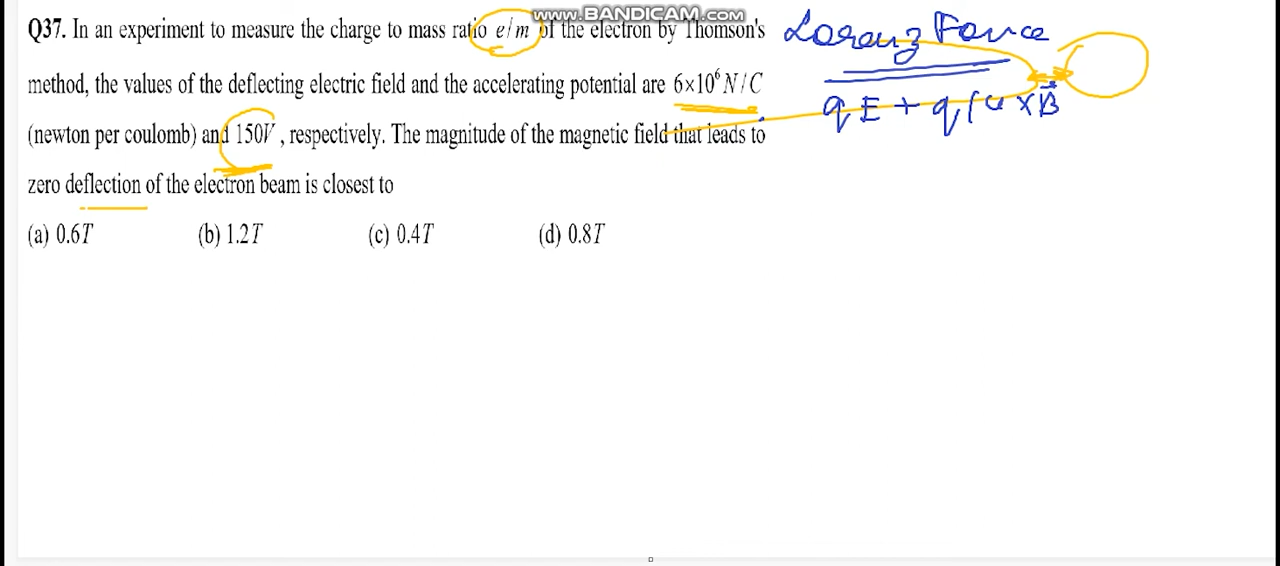 www.BANDICAM.com
Q37. In an experiment to measure the charge to mass ratio e/m of the electron by Thomson's
method, the values of the deflecting electric field and the accelerating potential are 6×10⁶ N/C
(newton per coulomb) and 150V, respectively. The magnitude of the magnetic field that leads to
zero deflection of the electron beam is closest to
(a) 0.6T (b) 1.2T (c) 0.4T (d) 0.8T
Lorenz Force
qE + q(v × B⃗